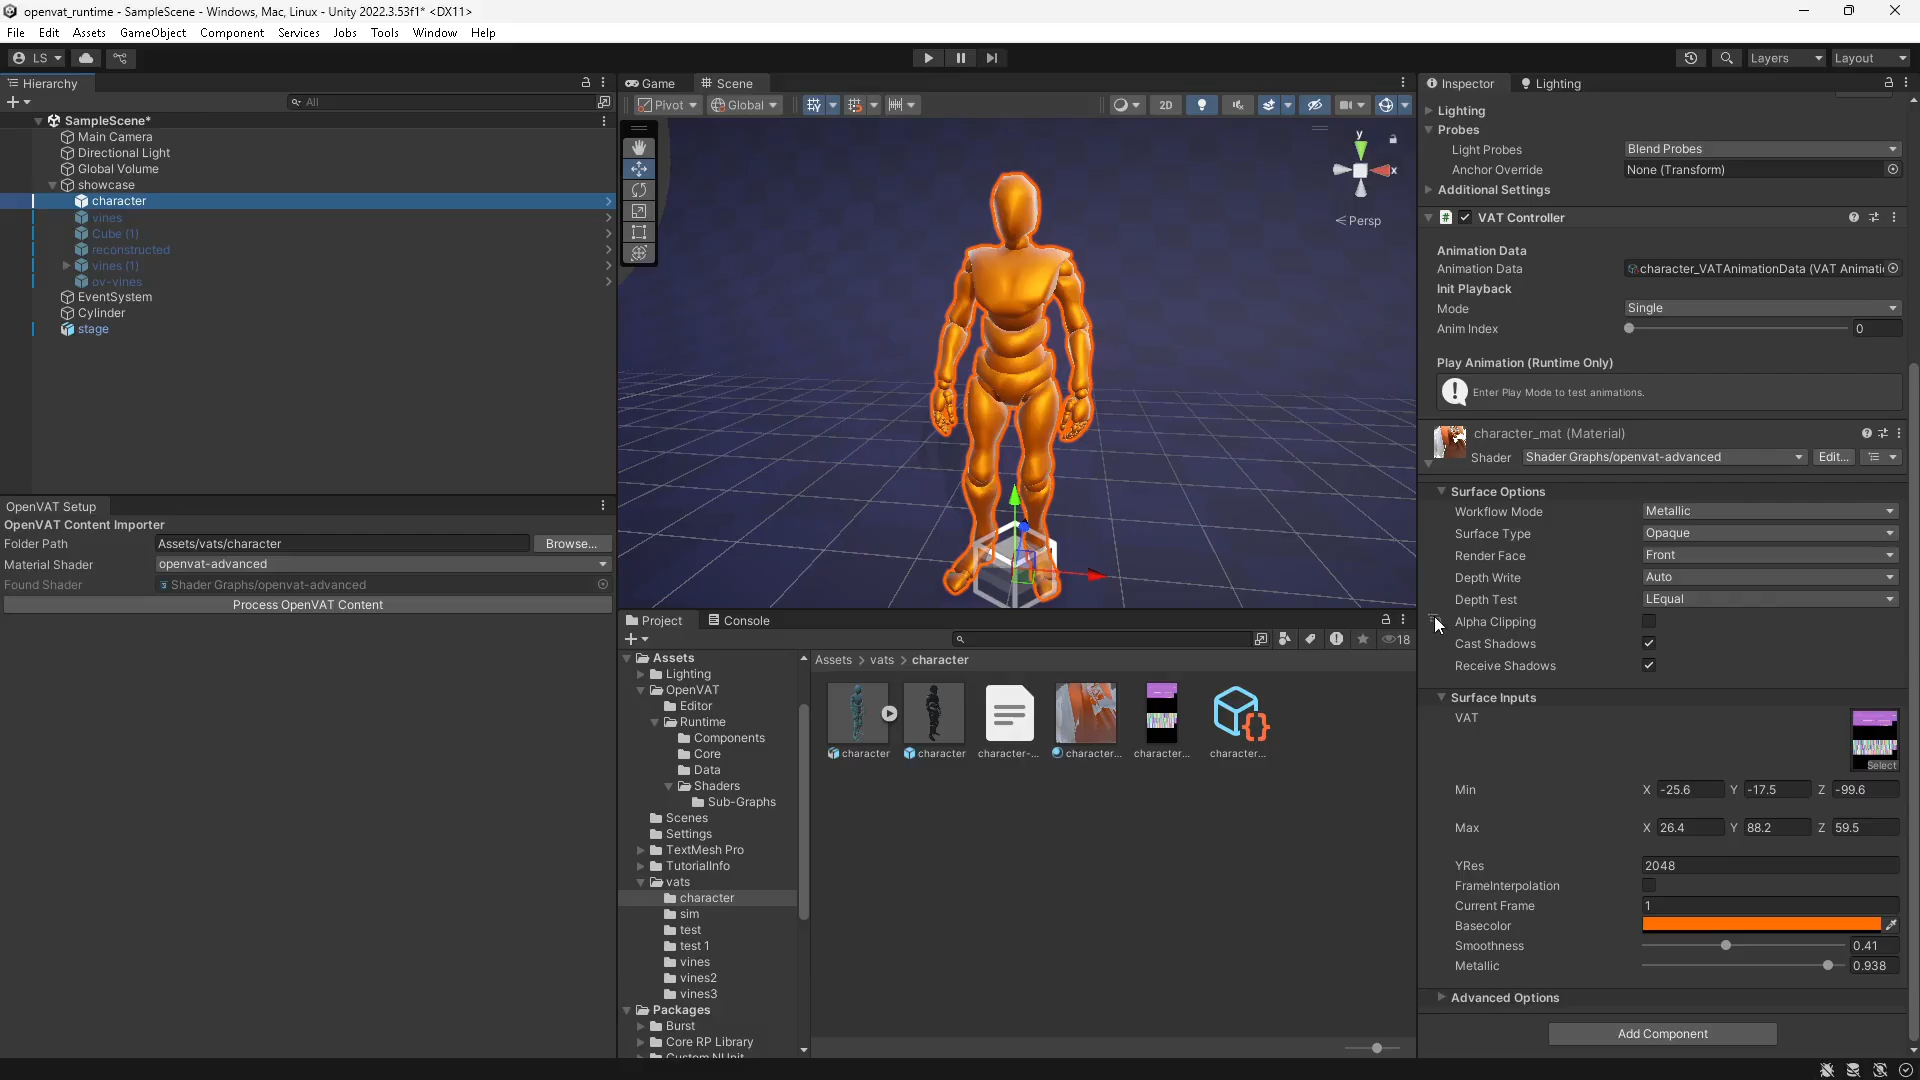 openvat_runtime - SampleScene - Windows, Mac, Linux - Unity 2022.3.53f1* <DX11>
File Edit Assets GameObject Component Services Jobs Tools Window Help
LS Layers Layout
Hierarchy
All
SampleScene*
Main Camera
Directional Light
Global Volume
showcase
character
vines
Cube (1)
reconstructed
vines (1)
ov-vines
EventSystem
Cylinder
stage
OpenVAT Setup
OpenVAT Content Importer
Folder Path Assets/vats/character Browse...
Material Shader openvat-advanced
Found Shader Shader Graphs/openvat-advanced
Process OpenVAT Content
Game Scene
Pivot Global 2D
y
x
< Persp
Project Console
18
Assets
Lighting
OpenVAT
Editor
Runtime
Components
Core
Data
Shaders
Sub-Graphs
Scenes
Settings
TextMesh Pro
TutorialInfo
vats
character
sim
test
test 1
vines
vines2
vines3
Packages
Burst
Core RP Library
Custom NUnit
Assets > vats > character
character character character-... character... character... character...
Inspector Lighting
Lighting
Probes
Light Probes Blend Probes
Anchor Override None (Transform)
Additional Settings
VAT Controller
Animation Data
Animation Data character_VATAnimationData (VAT Animati
Init Playback
Mode Single
Anim Index 0
Play Animation (Runtime Only)
Enter Play Mode to test animations.
character_mat (Material)
Shader Shader Graphs/openvat-advanced Edit...
Surface Options
Workflow Mode Metallic
Surface Type Opaque
Render Face Front
Depth Write Auto
Depth Test LEqual
Alpha Clipping
Cast Shadows
Receive Shadows
Surface Inputs
VAT
Select
Min X -25.6 Y -17.5 Z -99.6
Max X 26.4 Y 88.2 Z 59.5
YRes 2048
FrameInterpolation
Current Frame 1
Basecolor
Smoothness 0.41
Metallic 0.938
Advanced Options
Add Component